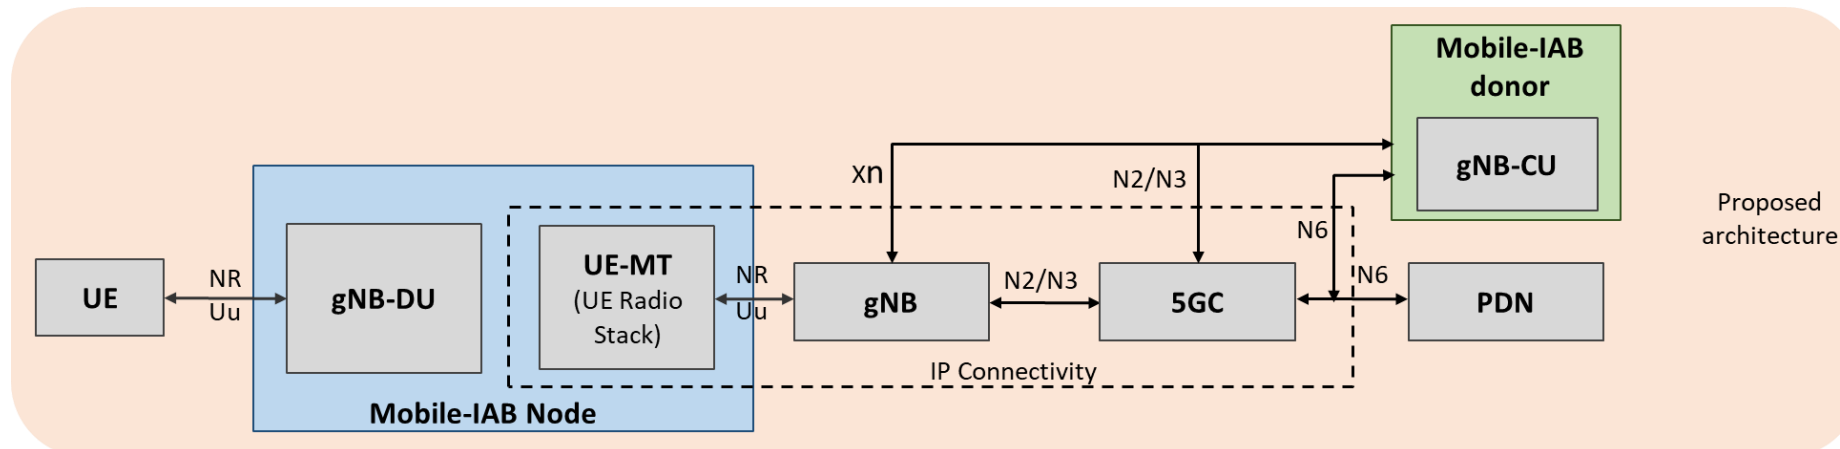 Mobile-IAB
donor
gNB-CU
xn
N2/N3
N6
Proposed
architecture
UE
NR
Uu
gNB-DU
UE-MT
(UE Radio
Stack)
NR
Uu
gNB
N2/N3
5GC
N6
PDN
IP Connectivity
Mobile-IAB Node